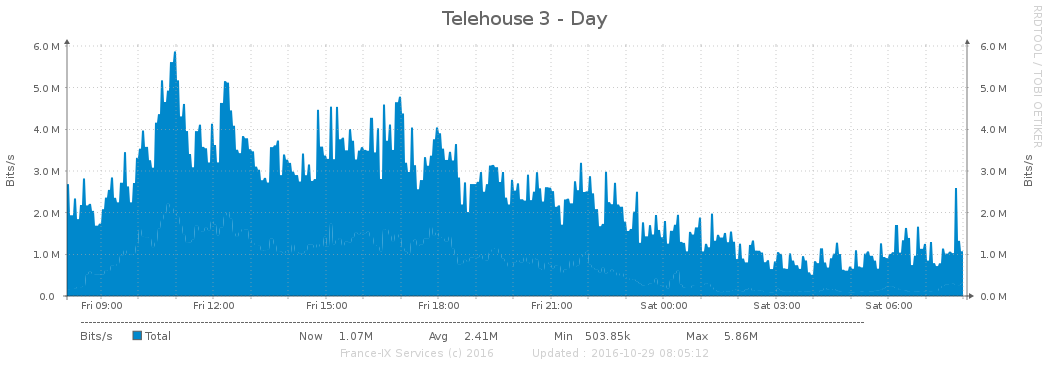 Telehouse 3 - Day
RRDTOOL / TOBI OETIKER
Bits/s
6.0 M
5.0 M
4.0 M
3.0 M
2.0 M
1.0 M
0.0
6.0 M
5.0 M
4.0 M
3.0 M
2.0 M
1.0 M
0.0 M
Bits/s
Fri 09:00 Fri 12:00 Fri 15:00 Fri 18:00 Fri 21:00 Sat 00:00 Sat 03:00 Sat 06:00
Bits/s Total Now 1.07M Avg 2.41M Min 503.85k Max 5.86M
France-IX Services (c) 2016 Updated : 2016-10-29 08:05:12